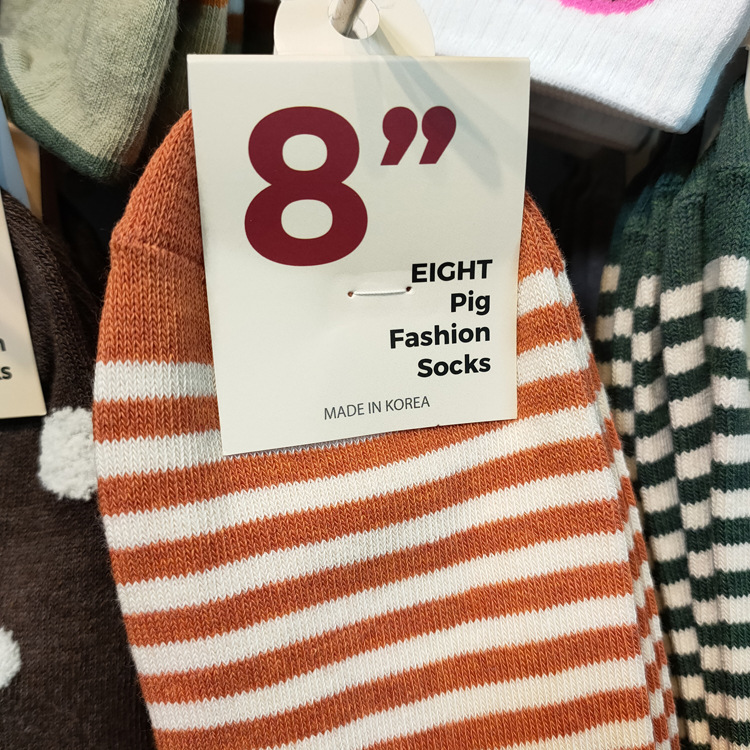 8”
EIGHT
Pig
Fashion
Socks
MADE IN KOREA